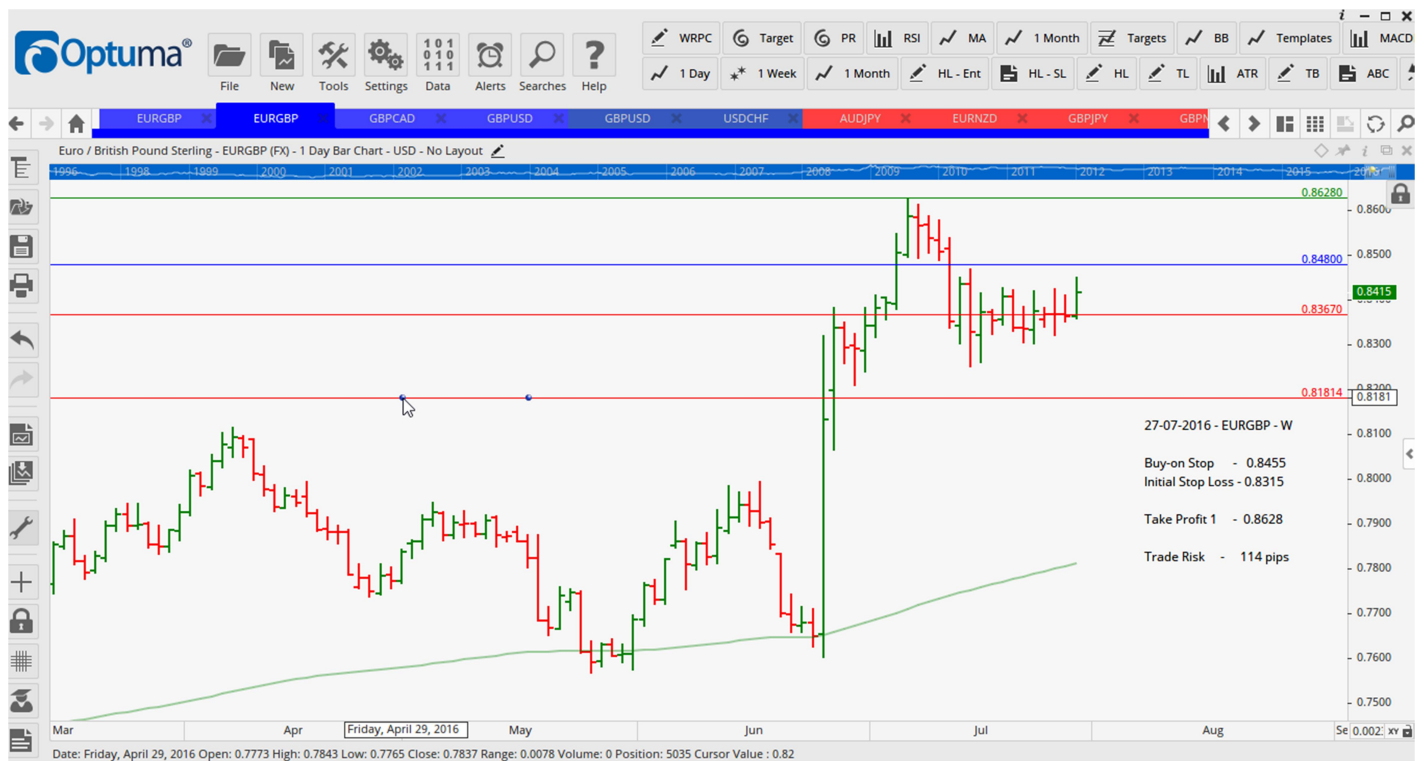 Optuma®
File New Tools Settings Data Alerts Searches Help
WRPC Target PR RSI MA 1 Month Targets BB Templates MACD
1 Day 1 Week 1 Month HL - Ent HL - SL HL TL ATR TB ABC
EURGBP EURGBP GBPCAD GBPUSD GBPUSD USDCHF AUDJPY EURNZD GBPJPY GBPN
Euro / British Pound Sterling - EURGBP (FX) - 1 Day Bar Chart - USD - No Layout
1996 1998 1999 2000 2001 2002 2003 2004 2005 2006 2007 2008 2009 2010 2011 2012 2013 2014 2015
0.86280
0.8600
0.8500
0.84800
0.8415
0.83670
0.8300
0.8200
0.81814
0.8181
0.8100
27-07-2016 - EURGBP - W
Buy-on Stop - 0.8455
Initial Stop Loss - 0.8315
Take Profit 1 - 0.8628
Trade Risk - 114 pips
0.8000
0.7900
0.7800
0.7700
0.7600
0.7500
Mar Apr Friday, April 29, 2016 May Jun Jul Aug Se 0.002 XY
Date: Friday, April 29, 2016 Open: 0.7773 High: 0.7843 Low: 0.7765 Close: 0.7837 Range: 0.0078 Volume: 0 Position: 5035 Cursor Value : 0.82